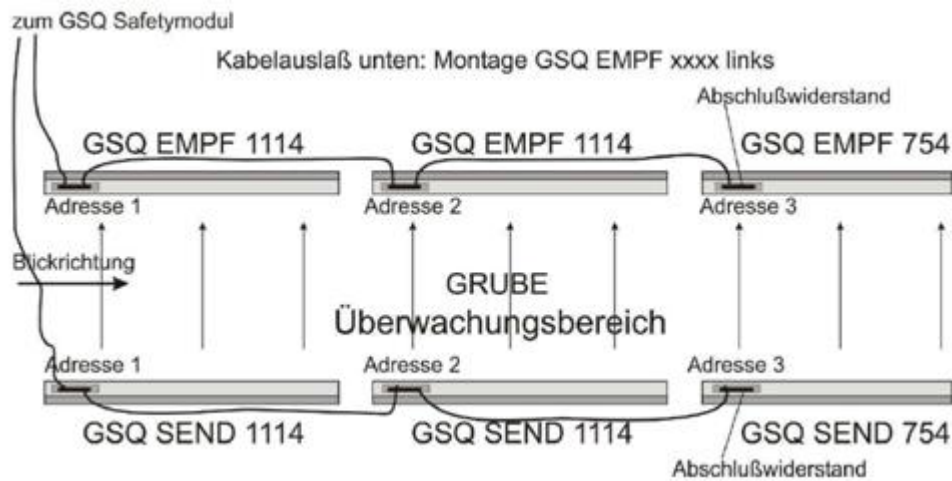 zum GSQ Safetymodul
Kabelauslaß unten: Montage GSQ EMPF xxxx links
Abschlußwiderstand
GSQ EMPF 1114 GSQ EMPF 1114 GSQ EMPF 754
Adresse 1 Adresse 2 Adresse 3
Blickrichtung
GRUBE
Überwachungsbereich
Adresse 1 Adresse 2 Adresse 3
GSQ SEND 1114 GSQ SEND 1114 GSQ SEND 754
Abschlußwiderstand